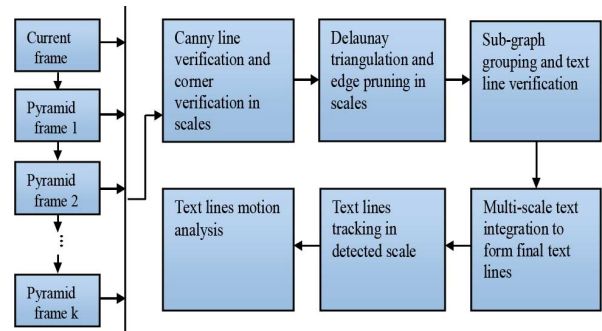 Current
frame
Pyramid
frame 1
Pyramid
frame 2
...
Pyramid
frame k
Canny line
verification and
corner
verification in
scales
Delaunay
triangulation and
edge pruning in
scales
Sub-graph
grouping and text
line verification
Multi-scale text
integration to
form final text
lines
Text lines
tracking in
detected scale
Text lines motion
analysis